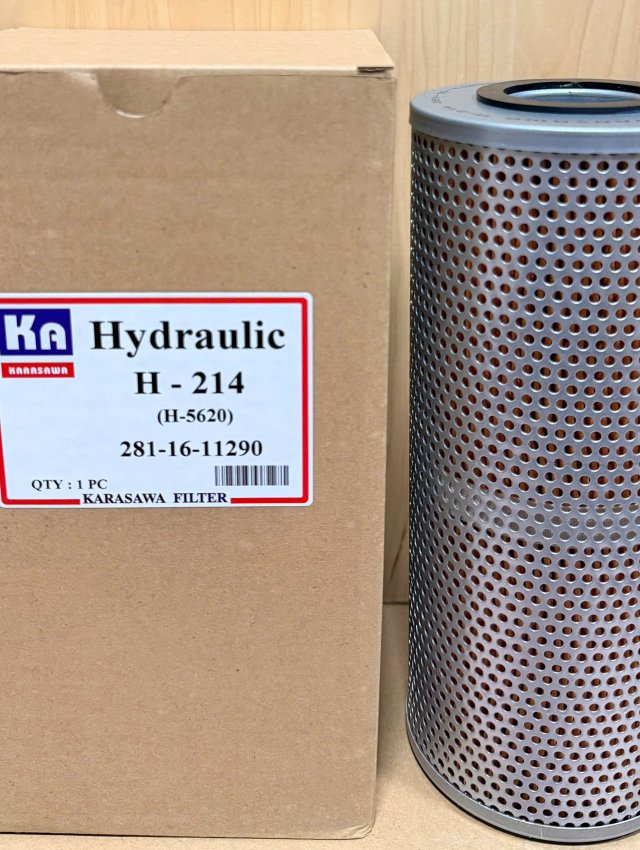 KA
KARASAWA
Hydraulic
H - 214
(H-5620)
281-16-11290
QTY : 1 PC
KARASAWA FILTER